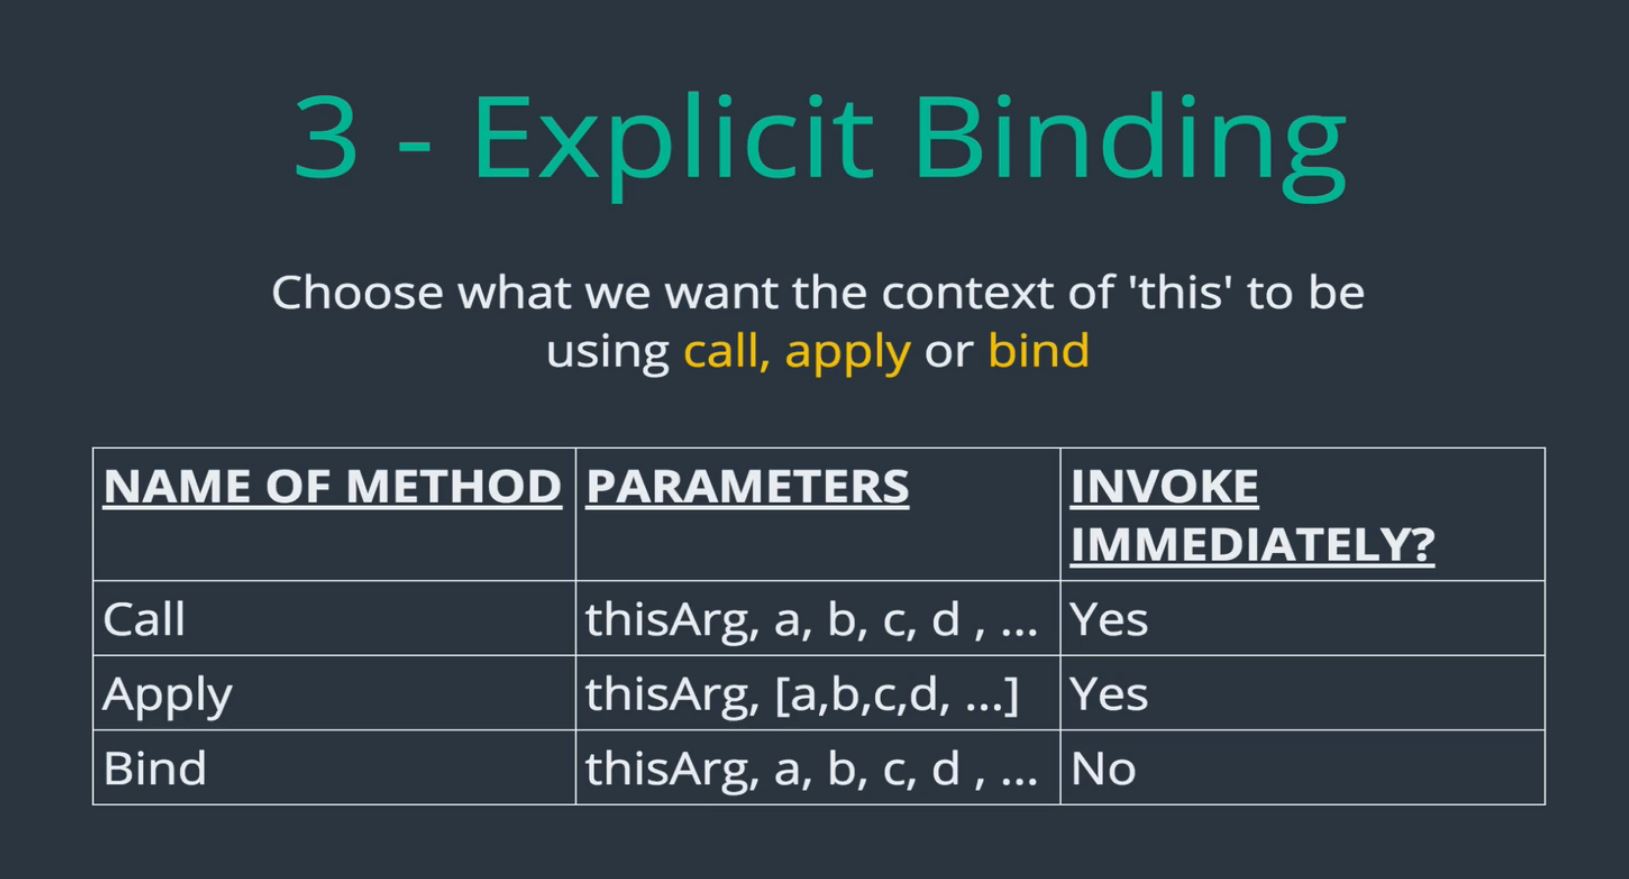 3 - Explicit Binding
Choose what we want the context of 'this' to be
using call, apply or bind
NAME OF METHOD PARAMETERS INVOKE
IMMEDIATELY?
Call thisArg, a, b, c, d , ... Yes
Apply thisArg, [a,b,c,d, ...] Yes
Bind thisArg, a, b, c, d , ... No